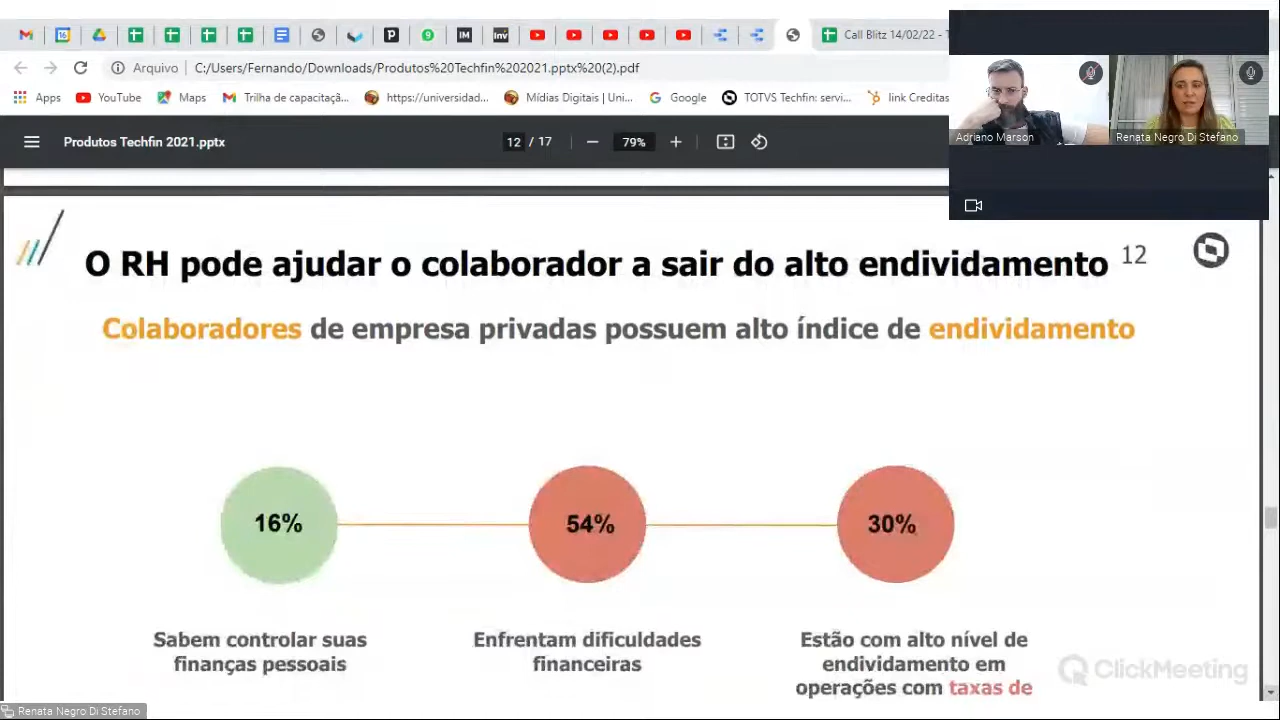 16
P
9
IM
Inv
Call Blitz 14/02/22 - T
Arquivo
C:/Users/Fernando/Downloads/Produtos%20Techfin%202021.pptx%20(2).pdf
Apps
YouTube
Maps
Trilha de capacitaçã...
https://universidad...
Mídias Digitais | Uni...
Google
TOTVS Techfin: servi...
link Creditas
Adriano Marson
Renata Negro Di Stefano
Produtos Techfin 2021.pptx
12 / 17
79%
O RH pode ajudar o colaborador a sair do alto endividamento
12
Colaboradores de empresa privadas possuem alto índice de endividamento
16%
54%
30%
Sabem controlar suas
finanças pessoais
Enfrentam dificuldades
financeiras
Estão com alto nível de
endividamento em
operações com taxas de
ClickMeeting
Renata Negro Di Stefano